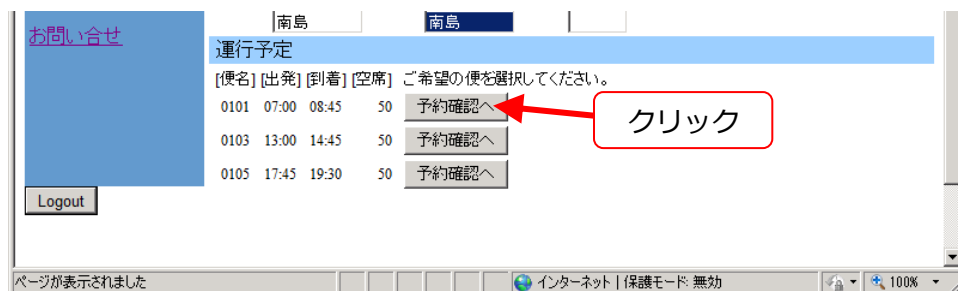 南島 南島
お問い合せ
運行予定
[便名] [出発] [到着] [空席] ご希望の便を選択してください。
0101 07:00 08:45 50 予約確認へ
クリック
0103 13:00 14:45 50 予約確認へ
0105 17:45 19:30 50 予約確認へ
Logout
ページが表示されました インターネット | 保護モード: 無効 100%